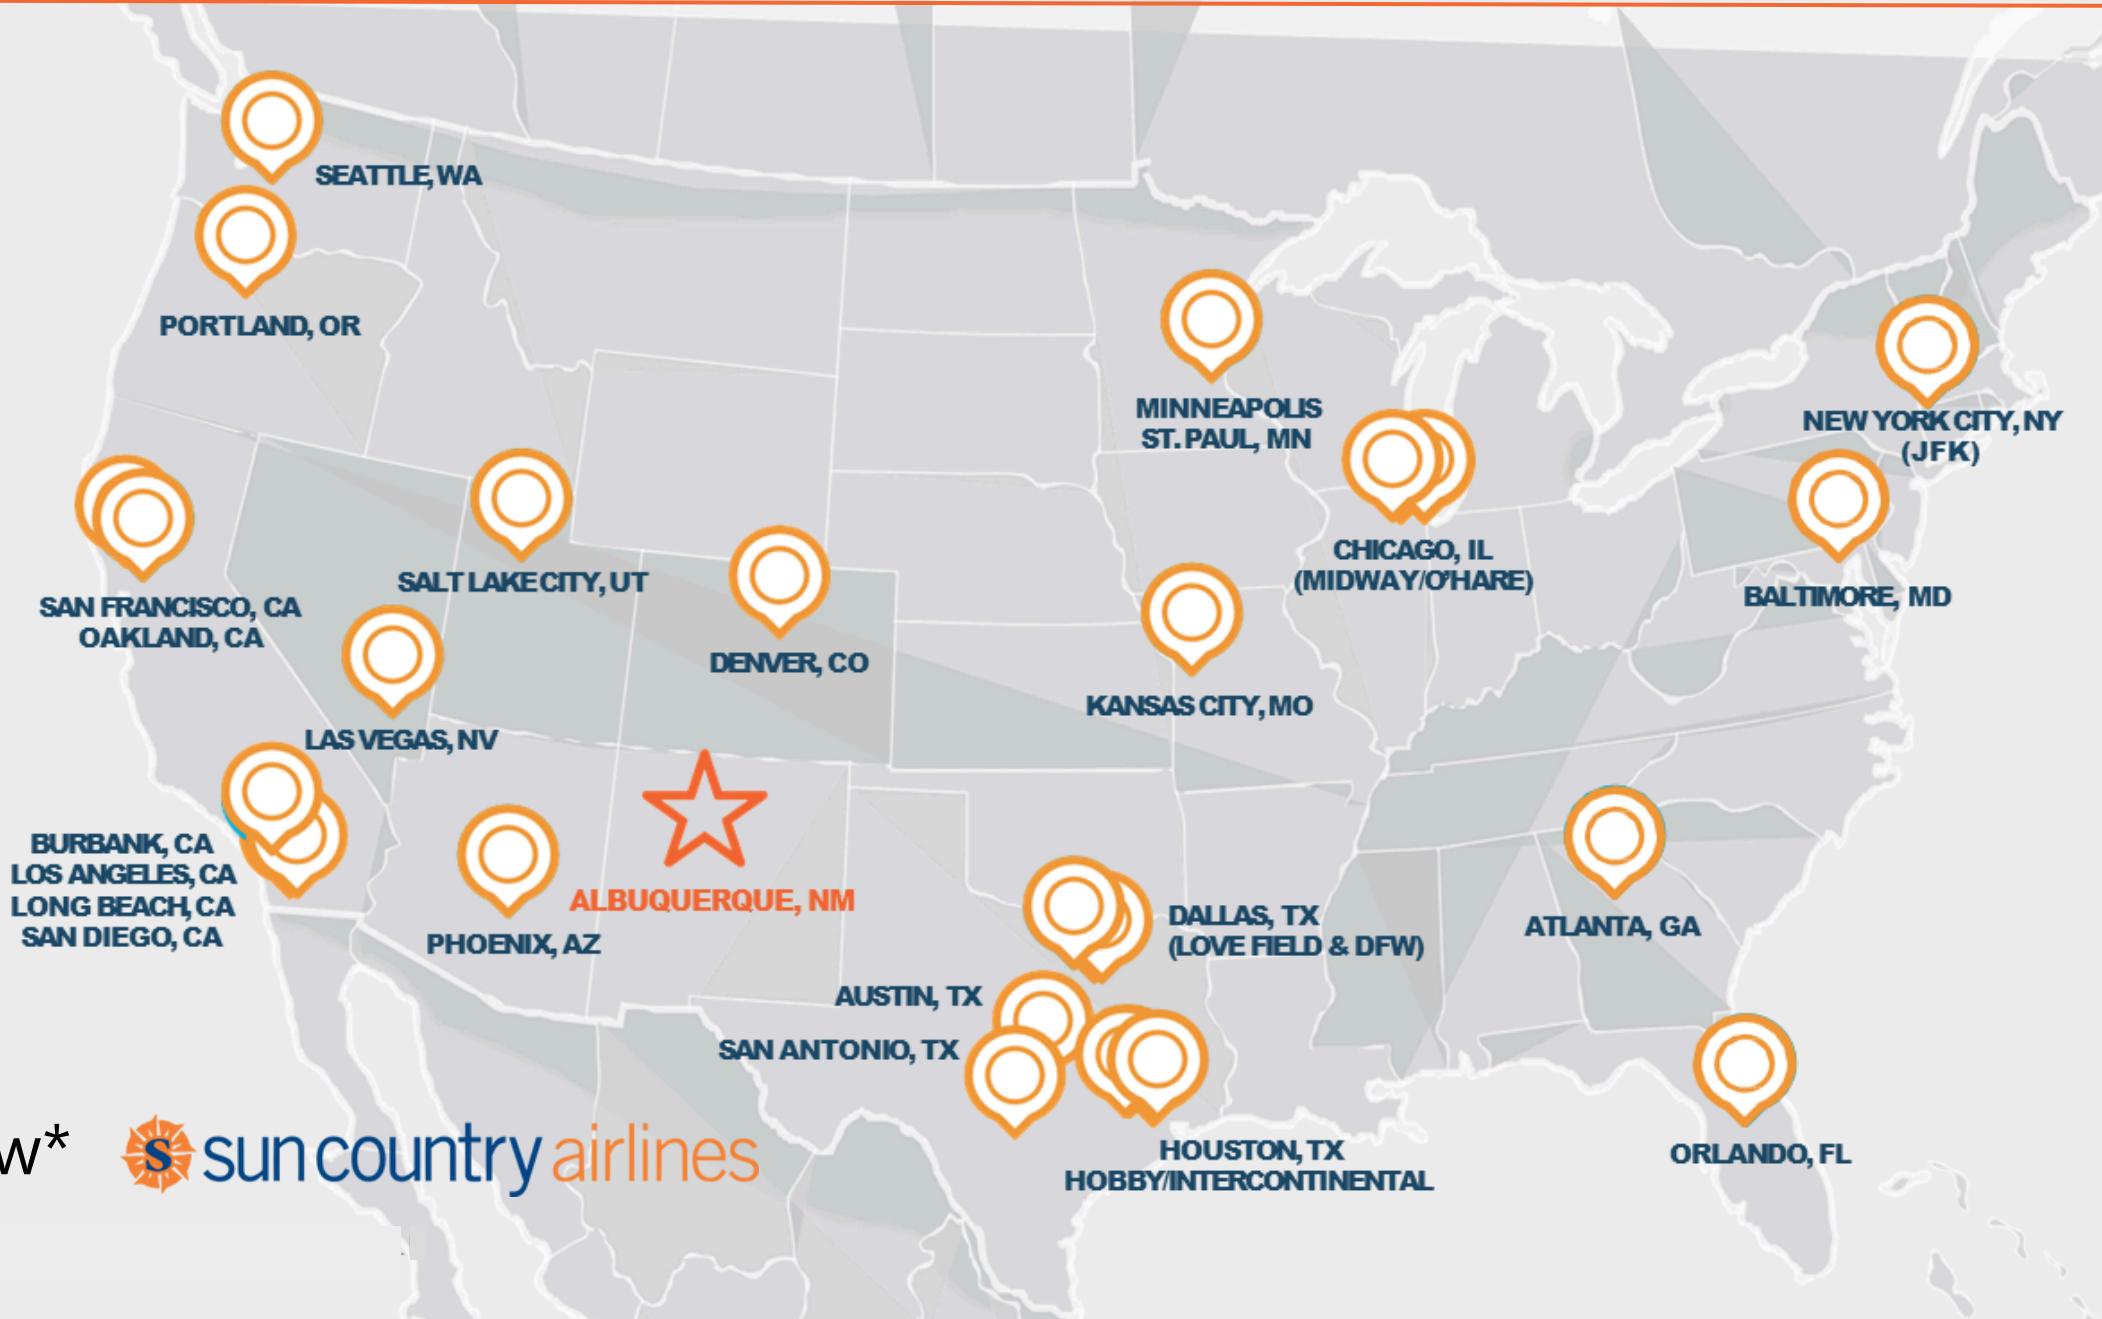 SEATTLE, WA
PORTLAND, OR
MINNEAPOLIS
ST. PAUL, MN
NEW YORK CITY, NY
(JFK)
CHICAGO, IL
(MIDWAY/O'HARE)
SALT LAKE CITY, UT
BALTIMORE, MD
SAN FRANCISCO, CA
OAKLAND, CA
DENVER, CO
KANSAS CITY, MO
LAS VEGAS, NV
BURBANK, CA
LOS ANGELES, CA
LONG BEACH, CA
SAN DIEGO, CA
ALBUQUERQUE, NM
PHOENIX, AZ
DALLAS, TX
(LOVE FIELD & DFW)
ATLANTA, GA
AUSTIN, TX
SAN ANTONIO, TX
HOUSTON, TX
HOBBY/INTERCONTINENTAL
ORLANDO, FL
w*
S sun country airlines